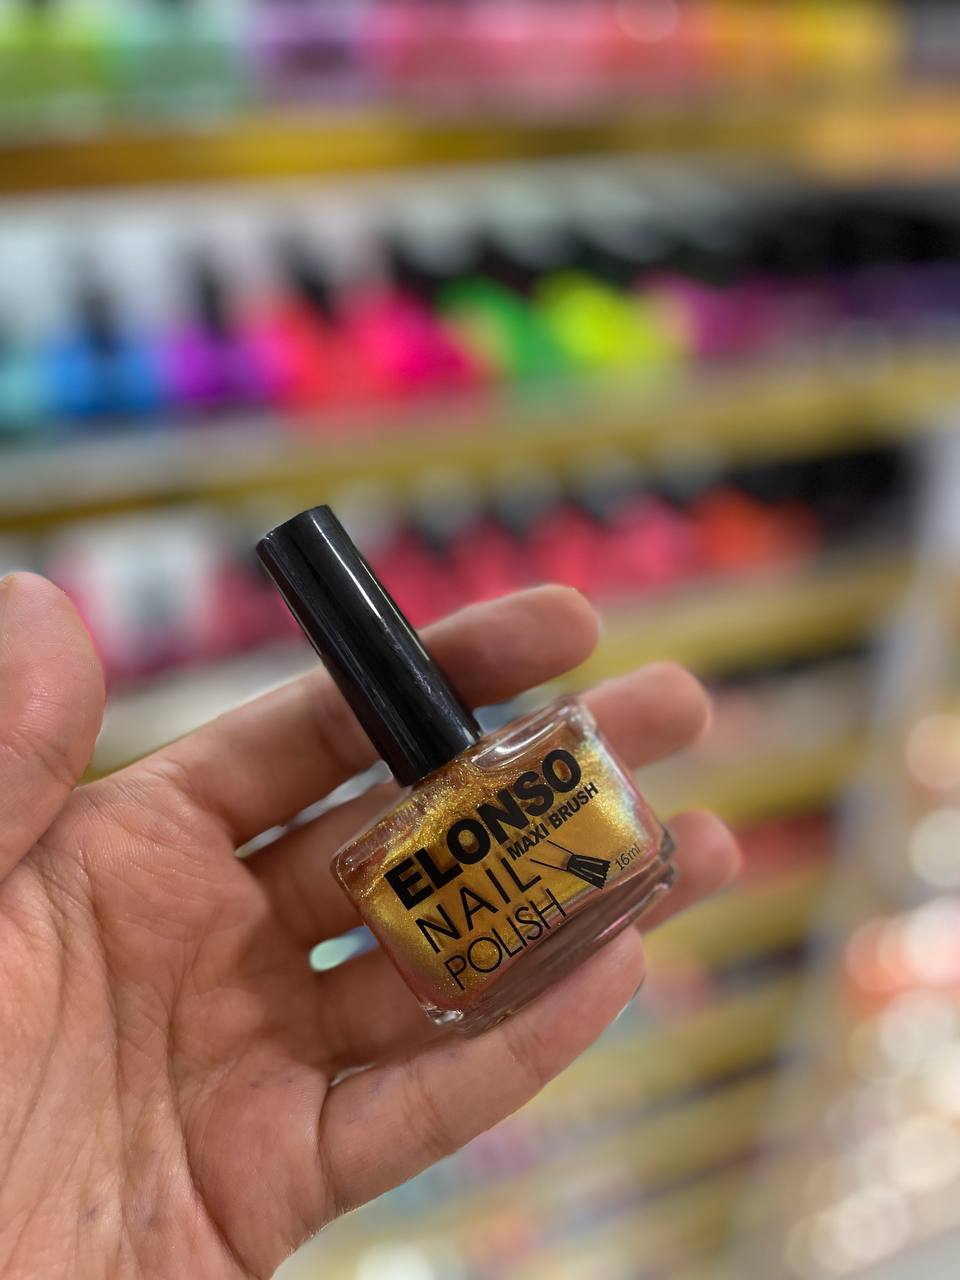 ELONSO
MAXI BRUSH
NAIL
16ml
POLISH